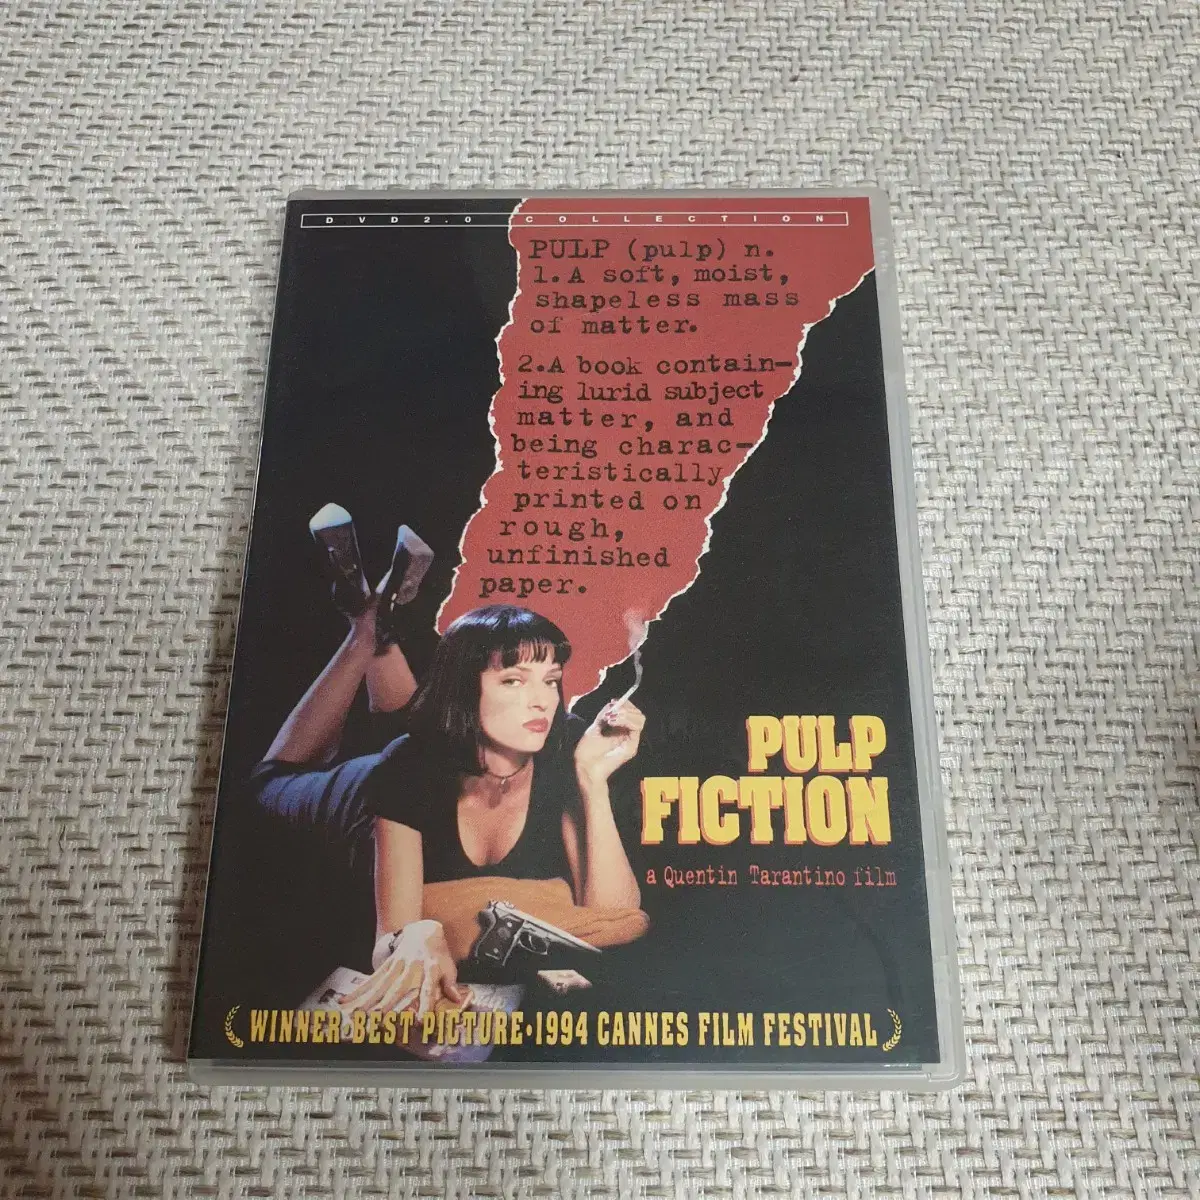 DVD2.0 COLLECTION
PULP (pulp) n.
1.A soft, moist,
shapeless mass
of matter.
2.A book contain-
ing lurid subject
matter, and
being charac-
teristically
printed on
rough,
unfinished
paper.
PULP
FICTION
a Quentin Tarantino film
WINNER·BEST PICTURE·1994 CANNES FILM FESTIVAL